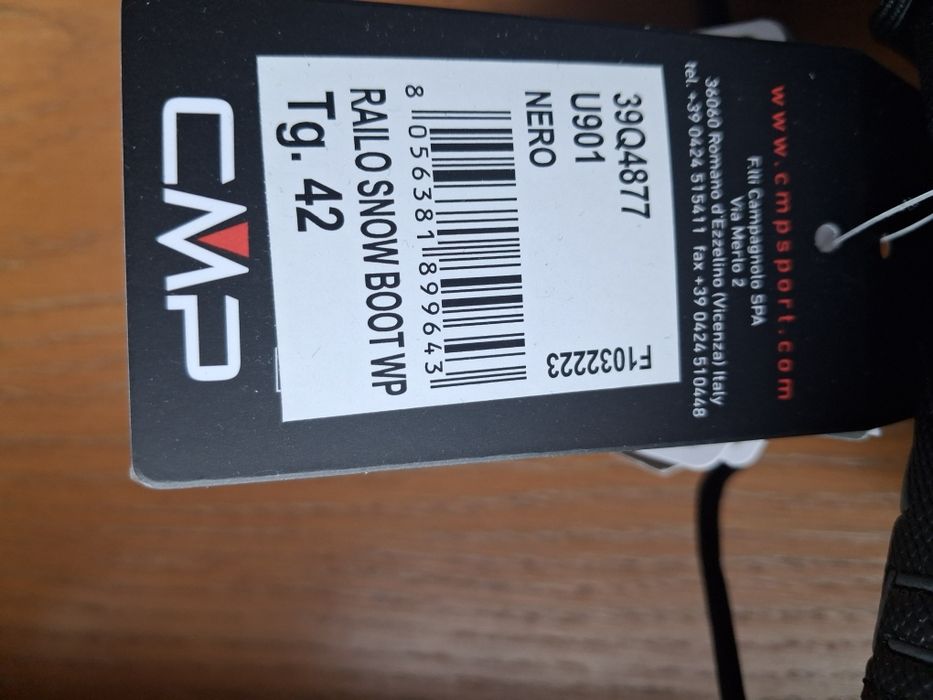 www.cmpsport.com
F.lli Campagnolo SPA
Via Merlo 2
36060 Romano d'Ezzelino (Vicenza) Italy
tel. +39 0424 515411 fax +39 0424 510448
39Q4877
F1032223
U901
NERO
8 056381 899643
RAILO SNOW BOOT WP
Tg. 42
CMP